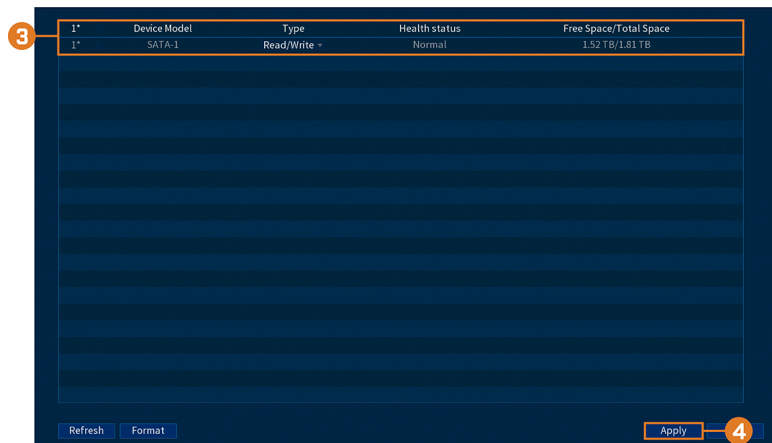 3
1* Device Model Type Health status Free Space/Total Space
1* SATA-1 Read/Write Normal 1.52 TB/1.81 TB
Refresh Format Apply
4